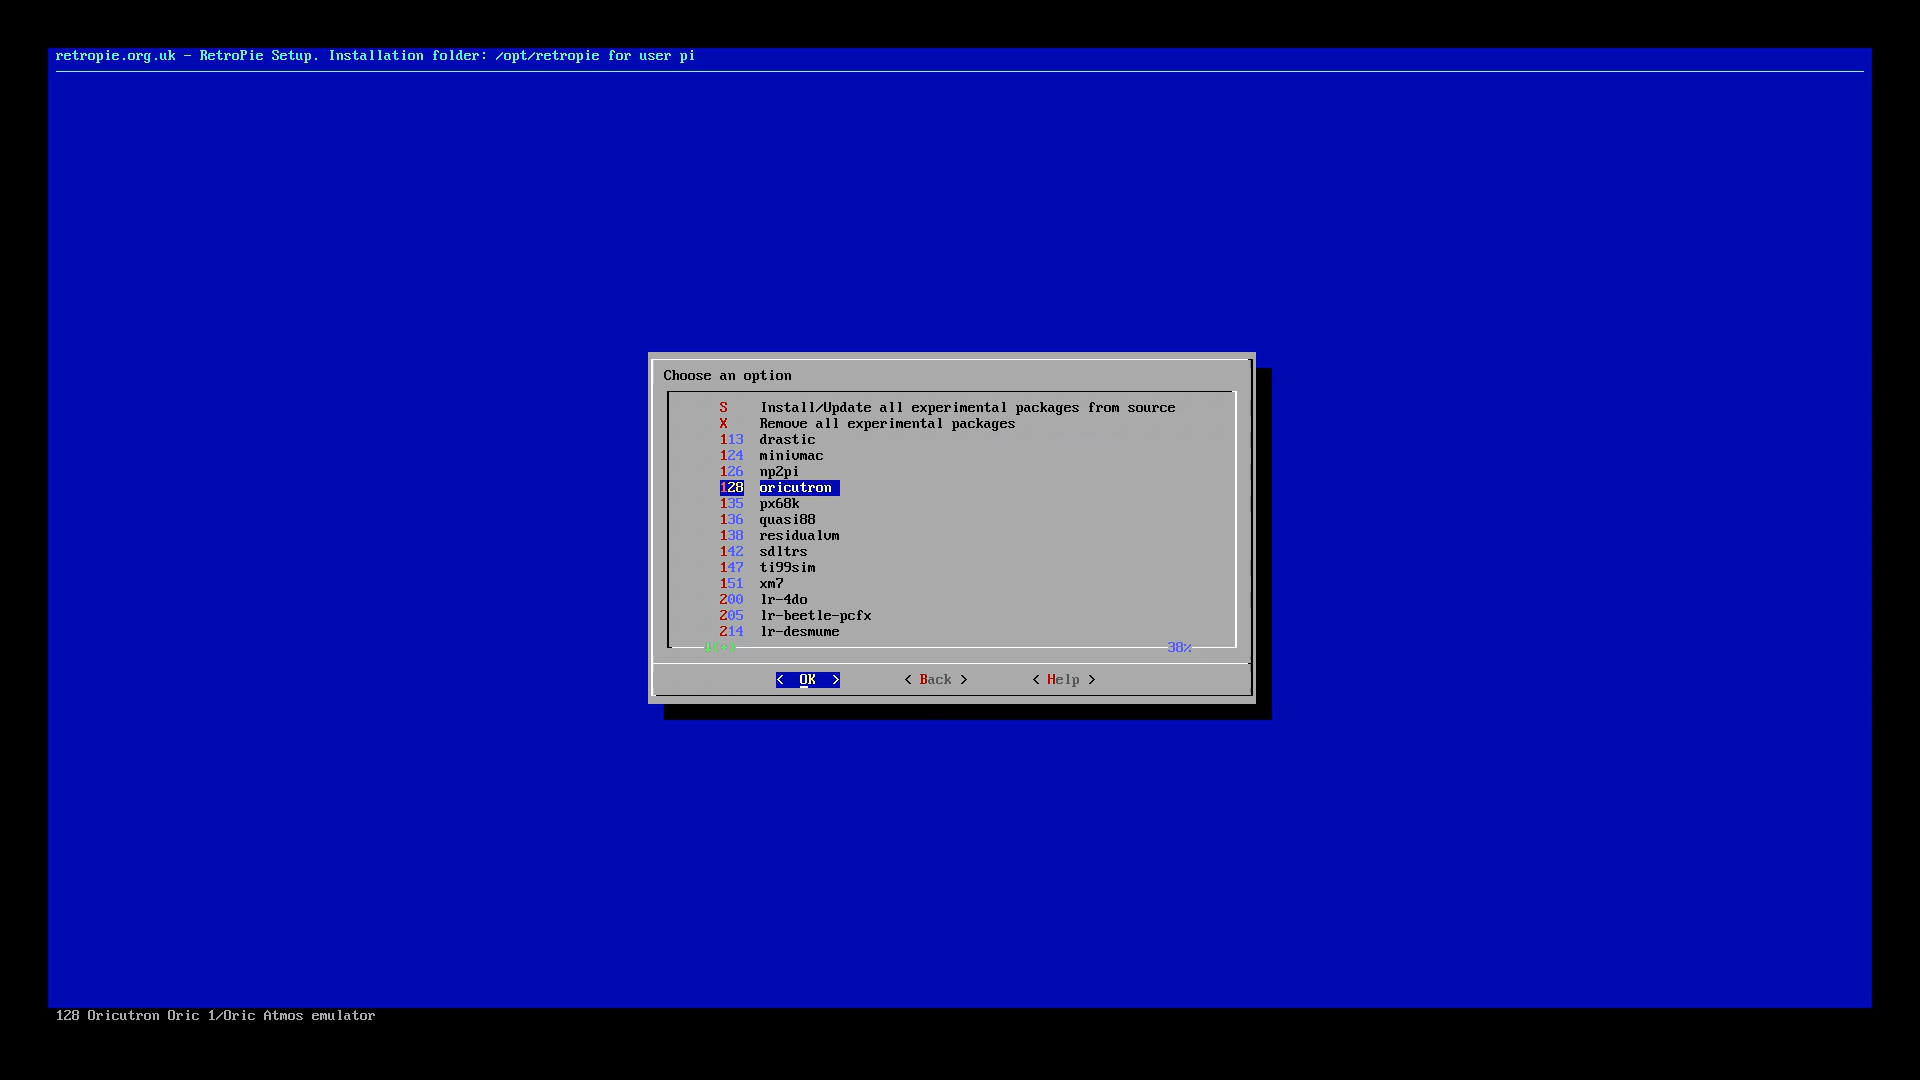 retropie.org.uk - RetroPie Setup. Installation folder: /opt/retropie for user pi
Choose an option
S Install/Update all experimental packages from source
X Remove all experimental packages
113 drastic
124 minivmac
126 np2pi
128 oricutron
135 px68k
136 quasi88
138 residualvm
142 sdltrs
147 ti99sim
151 xm7
200 lr-4do
205 lr-beetle-pcfx
214 lr-desmume
38%
< OK > < Back > < Help >
128 Oricutron Oric 1/Oric Atmos emulator